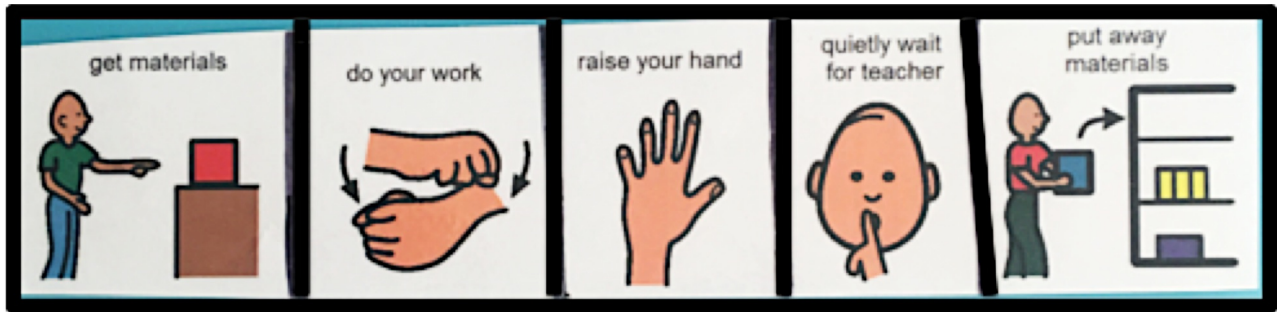 get materials
do your work
raise your hand
quietly wait
for teacher
put away
materials